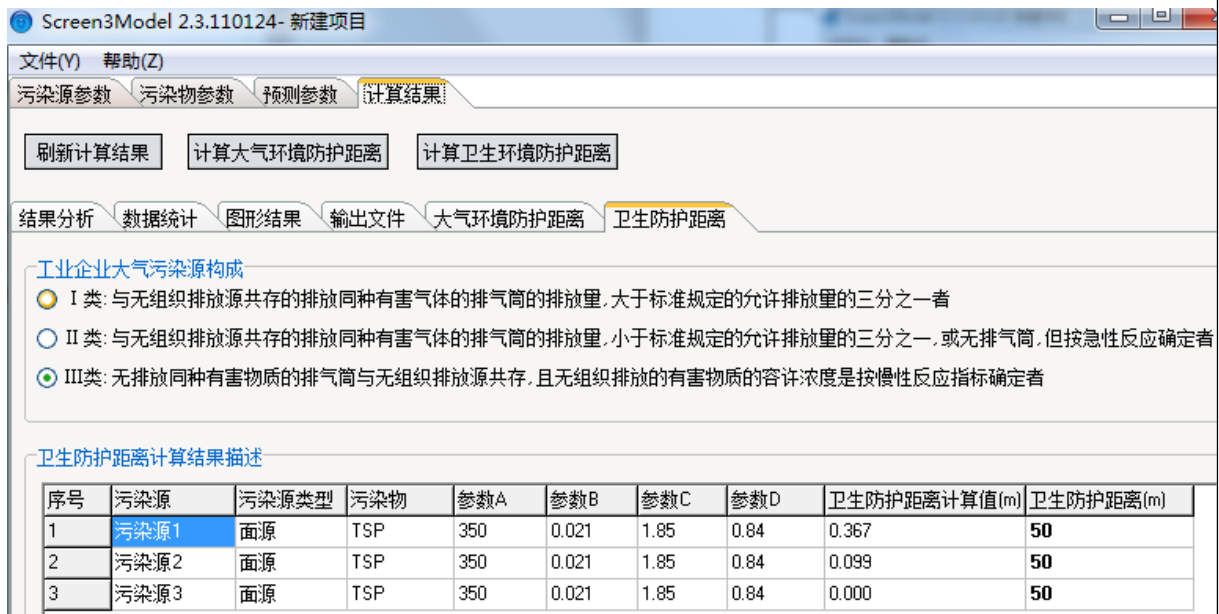 Screen3Model 2.3.110124- 新建项目
文件(Y) 帮助(Z)
污染源参数 污染物参数 预测参数 计算结果
刷新计算结果 计算大气环境防护距离 计算卫生环境防护距离
结果分析 数据统计 图形结果 输出文件 大气环境防护距离 卫生防护距离
工业企业大气污染源构成
I 类:与无组织排放源共存的排放同种有害气体的排气筒的排放量,大于标准规定的允许排放量的三分之一者
II 类:与无组织排放源共存的排放同种有害气体的排气筒的排放量,小于标准规定的允许排放量的三分之一,或无排气筒,但按急性反应确定者
III类:无排放同种有害物质的排气筒与无组织排放源共存,且无组织排放的有害物质的容许浓度是按慢性反应指标确定者
卫生防护距离计算结果描述
序号 污染源 污染源类型 污染物 参数A 参数B 参数C 参数D 卫生防护距离计算值(m) 卫生防护距离(m)
1 污染源1 面源 TSP 350 0.021 1.85 0.84 0.367 50
2 污染源2 面源 TSP 350 0.021 1.85 0.84 0.099 50
3 污染源3 面源 TSP 350 0.021 1.85 0.84 0.000 50